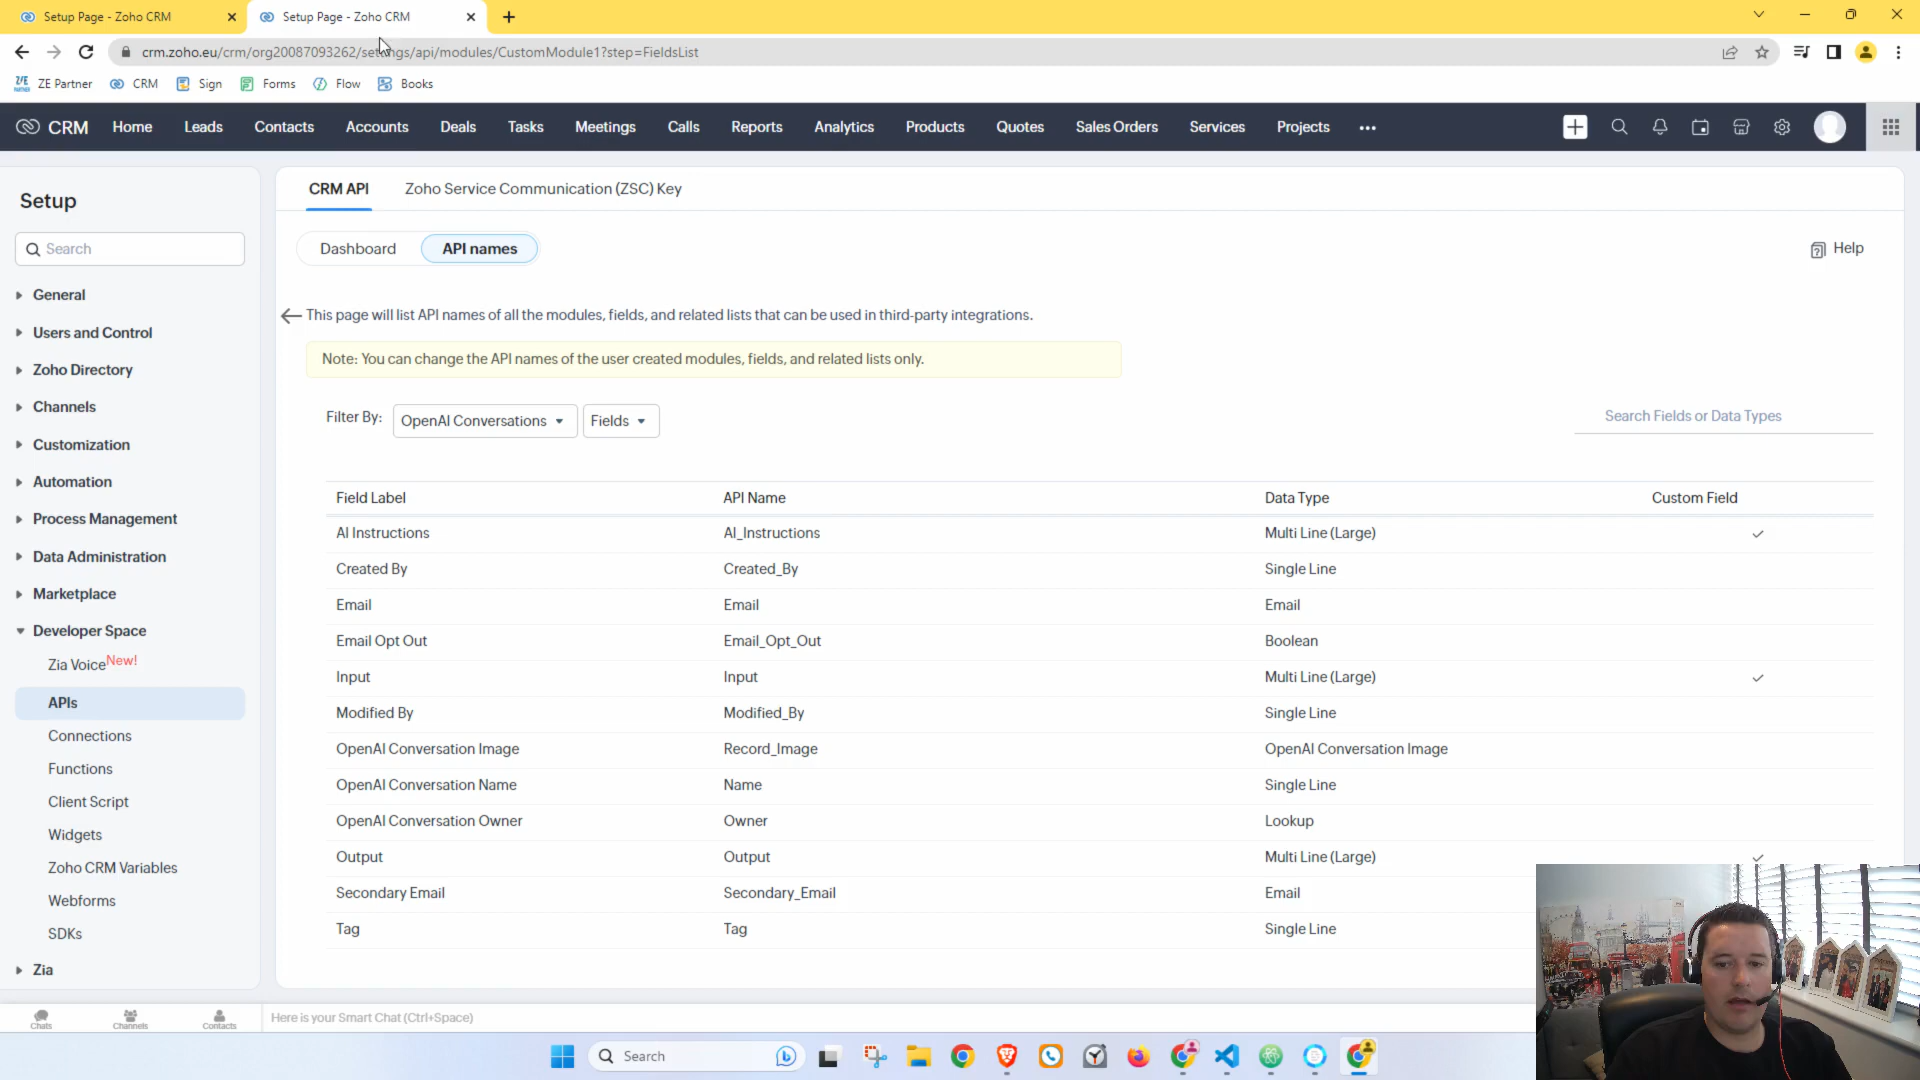 Setup Page - Zoho CRM
Setup Page - Zoho CRM
crm.zoho.eu/crm/org20087093262/settings/api/modules/CustomModule1?step=FieldsList
ZE Partner CRM Sign Forms Flow Books
CRM Home Leads Contacts Accounts Deals Tasks Meetings Calls Reports Analytics Products Quotes Sales Orders Services Projects
Setup
Search
General
Users and Control
Zoho Directory
Channels
Customization
Automation
Process Management
Data Administration
Marketplace
Developer Space
Zia Voice New!
APIs
Connections
Functions
Client Script
Widgets
Zoho CRM Variables
Webforms
SDKs
Zia
CRM API Zoho Service Communication (ZSC) Key
Dashboard API names
Help
This page will list API names of all the modules, fields, and related lists that can be used in third-party integrations.
Note: You can change the API names of the user created modules, fields, and related lists only.
Filter By: OpenAI Conversations Fields
Search Fields or Data Types
Field Label API Name Data Type Custom Field
AI Instructions AI_Instructions Multi Line (Large)
Created By Created_By Single Line
Email Email Email
Email Opt Out Email_Opt_Out Boolean
Input Input Multi Line (Large)
Modified By Modified_By Single Line
OpenAI Conversation Image Record_Image OpenAI Conversation Image
OpenAI Conversation Name Name Single Line
OpenAI Conversation Owner Owner Lookup
Output Output Multi Line (Large)
Secondary Email Secondary_Email Email
Tag Tag Single Line
Chats Channels Contacts
Here is your Smart Chat (Ctrl+Space)
Search